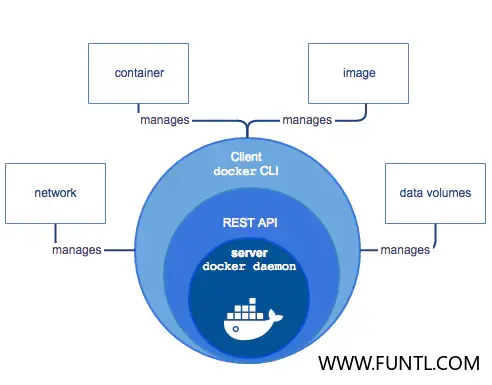 container
image
manages
manages
Client
docker CLI
network
data volumes
REST API
manages
manages
server
docker daemon
WWW.FUNTL.COM